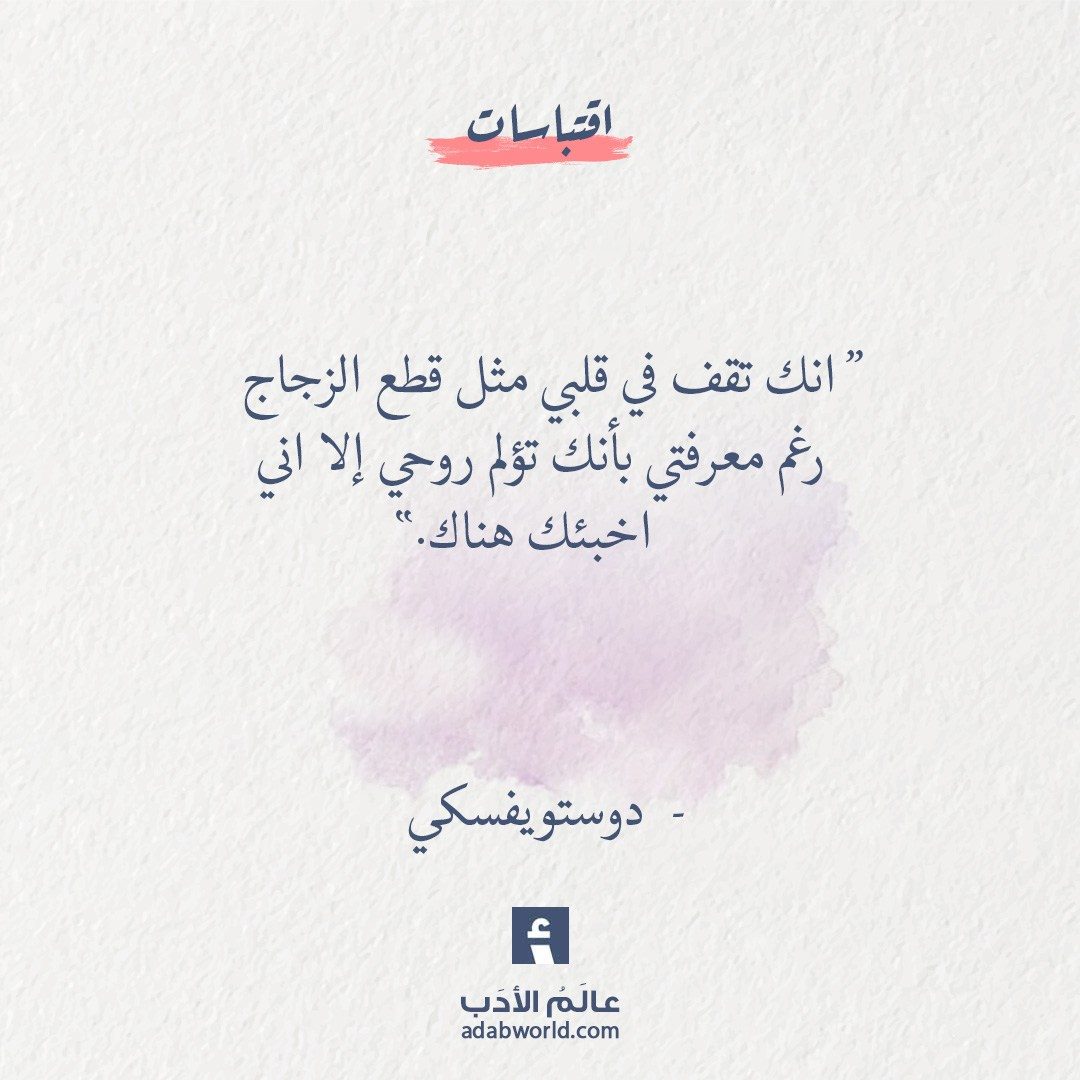 اقتباسات
” انك تقف في قلبي مثل قطع الزجاج
رغم معرفتي بأنك تؤلم روحي إلا اني
اخبئك هناك.“
- دوستويفسكي
أ
عالَمُ الأدَب
adabworld.com